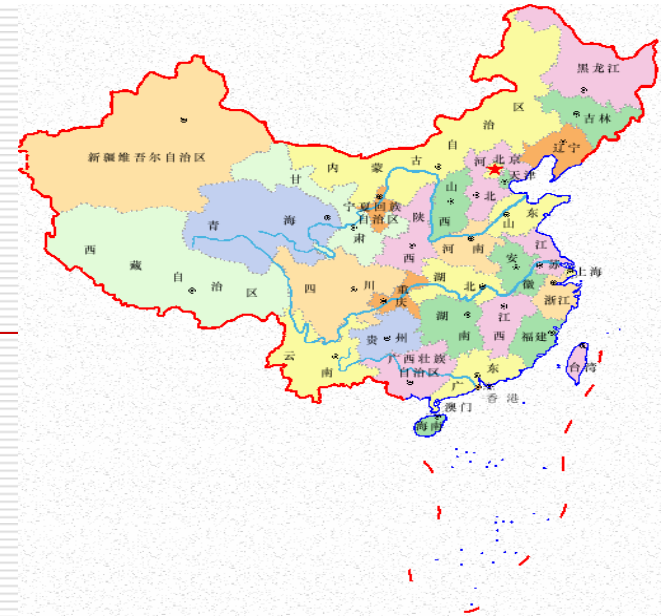 黑龙江
吉林
辽宁
内蒙古自治区
北京
天津
河北
新疆维吾尔自治区
甘肃
宁夏回族
自治区
山西
陕西
山东
青海
河南
江苏
安徽
上海
西藏自治区
四川
重庆
湖北
浙江
湖南
江西
福建
贵州
云南
广西壮族
自治区
广东
台湾
香港
澳门
海南